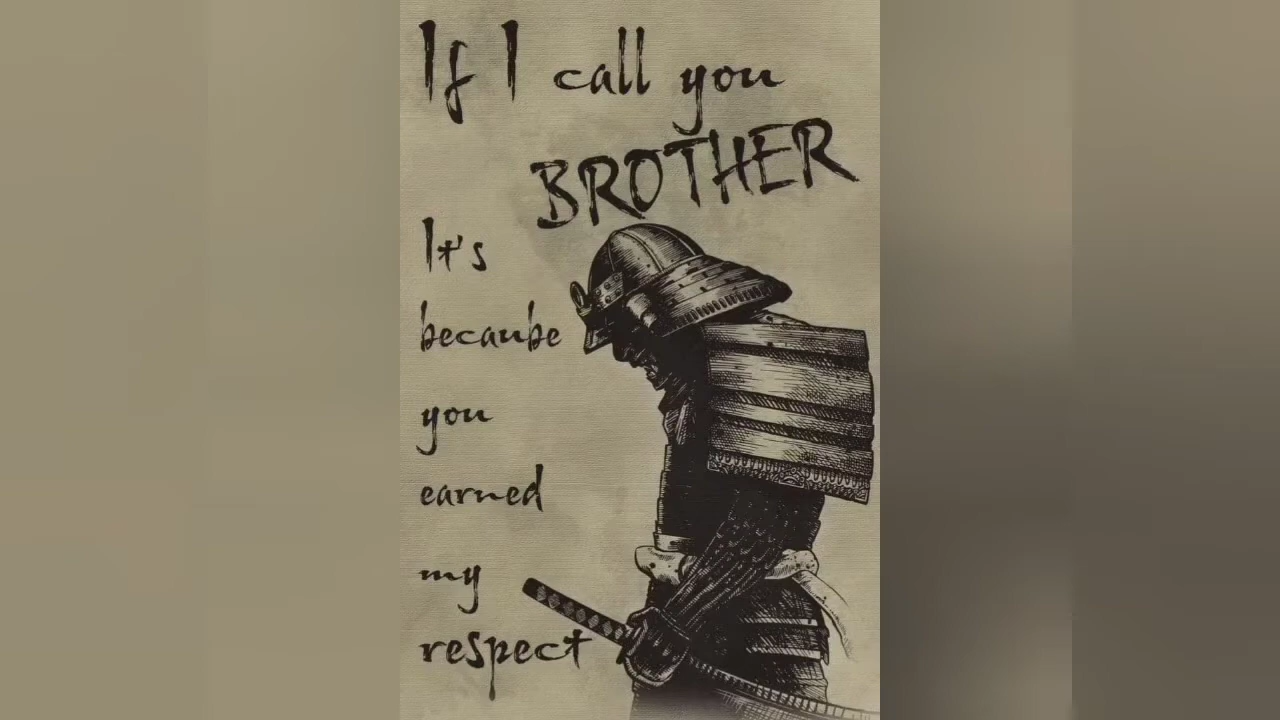 If I call you
BROTHER
It's
becaube
you
earned
my
respect